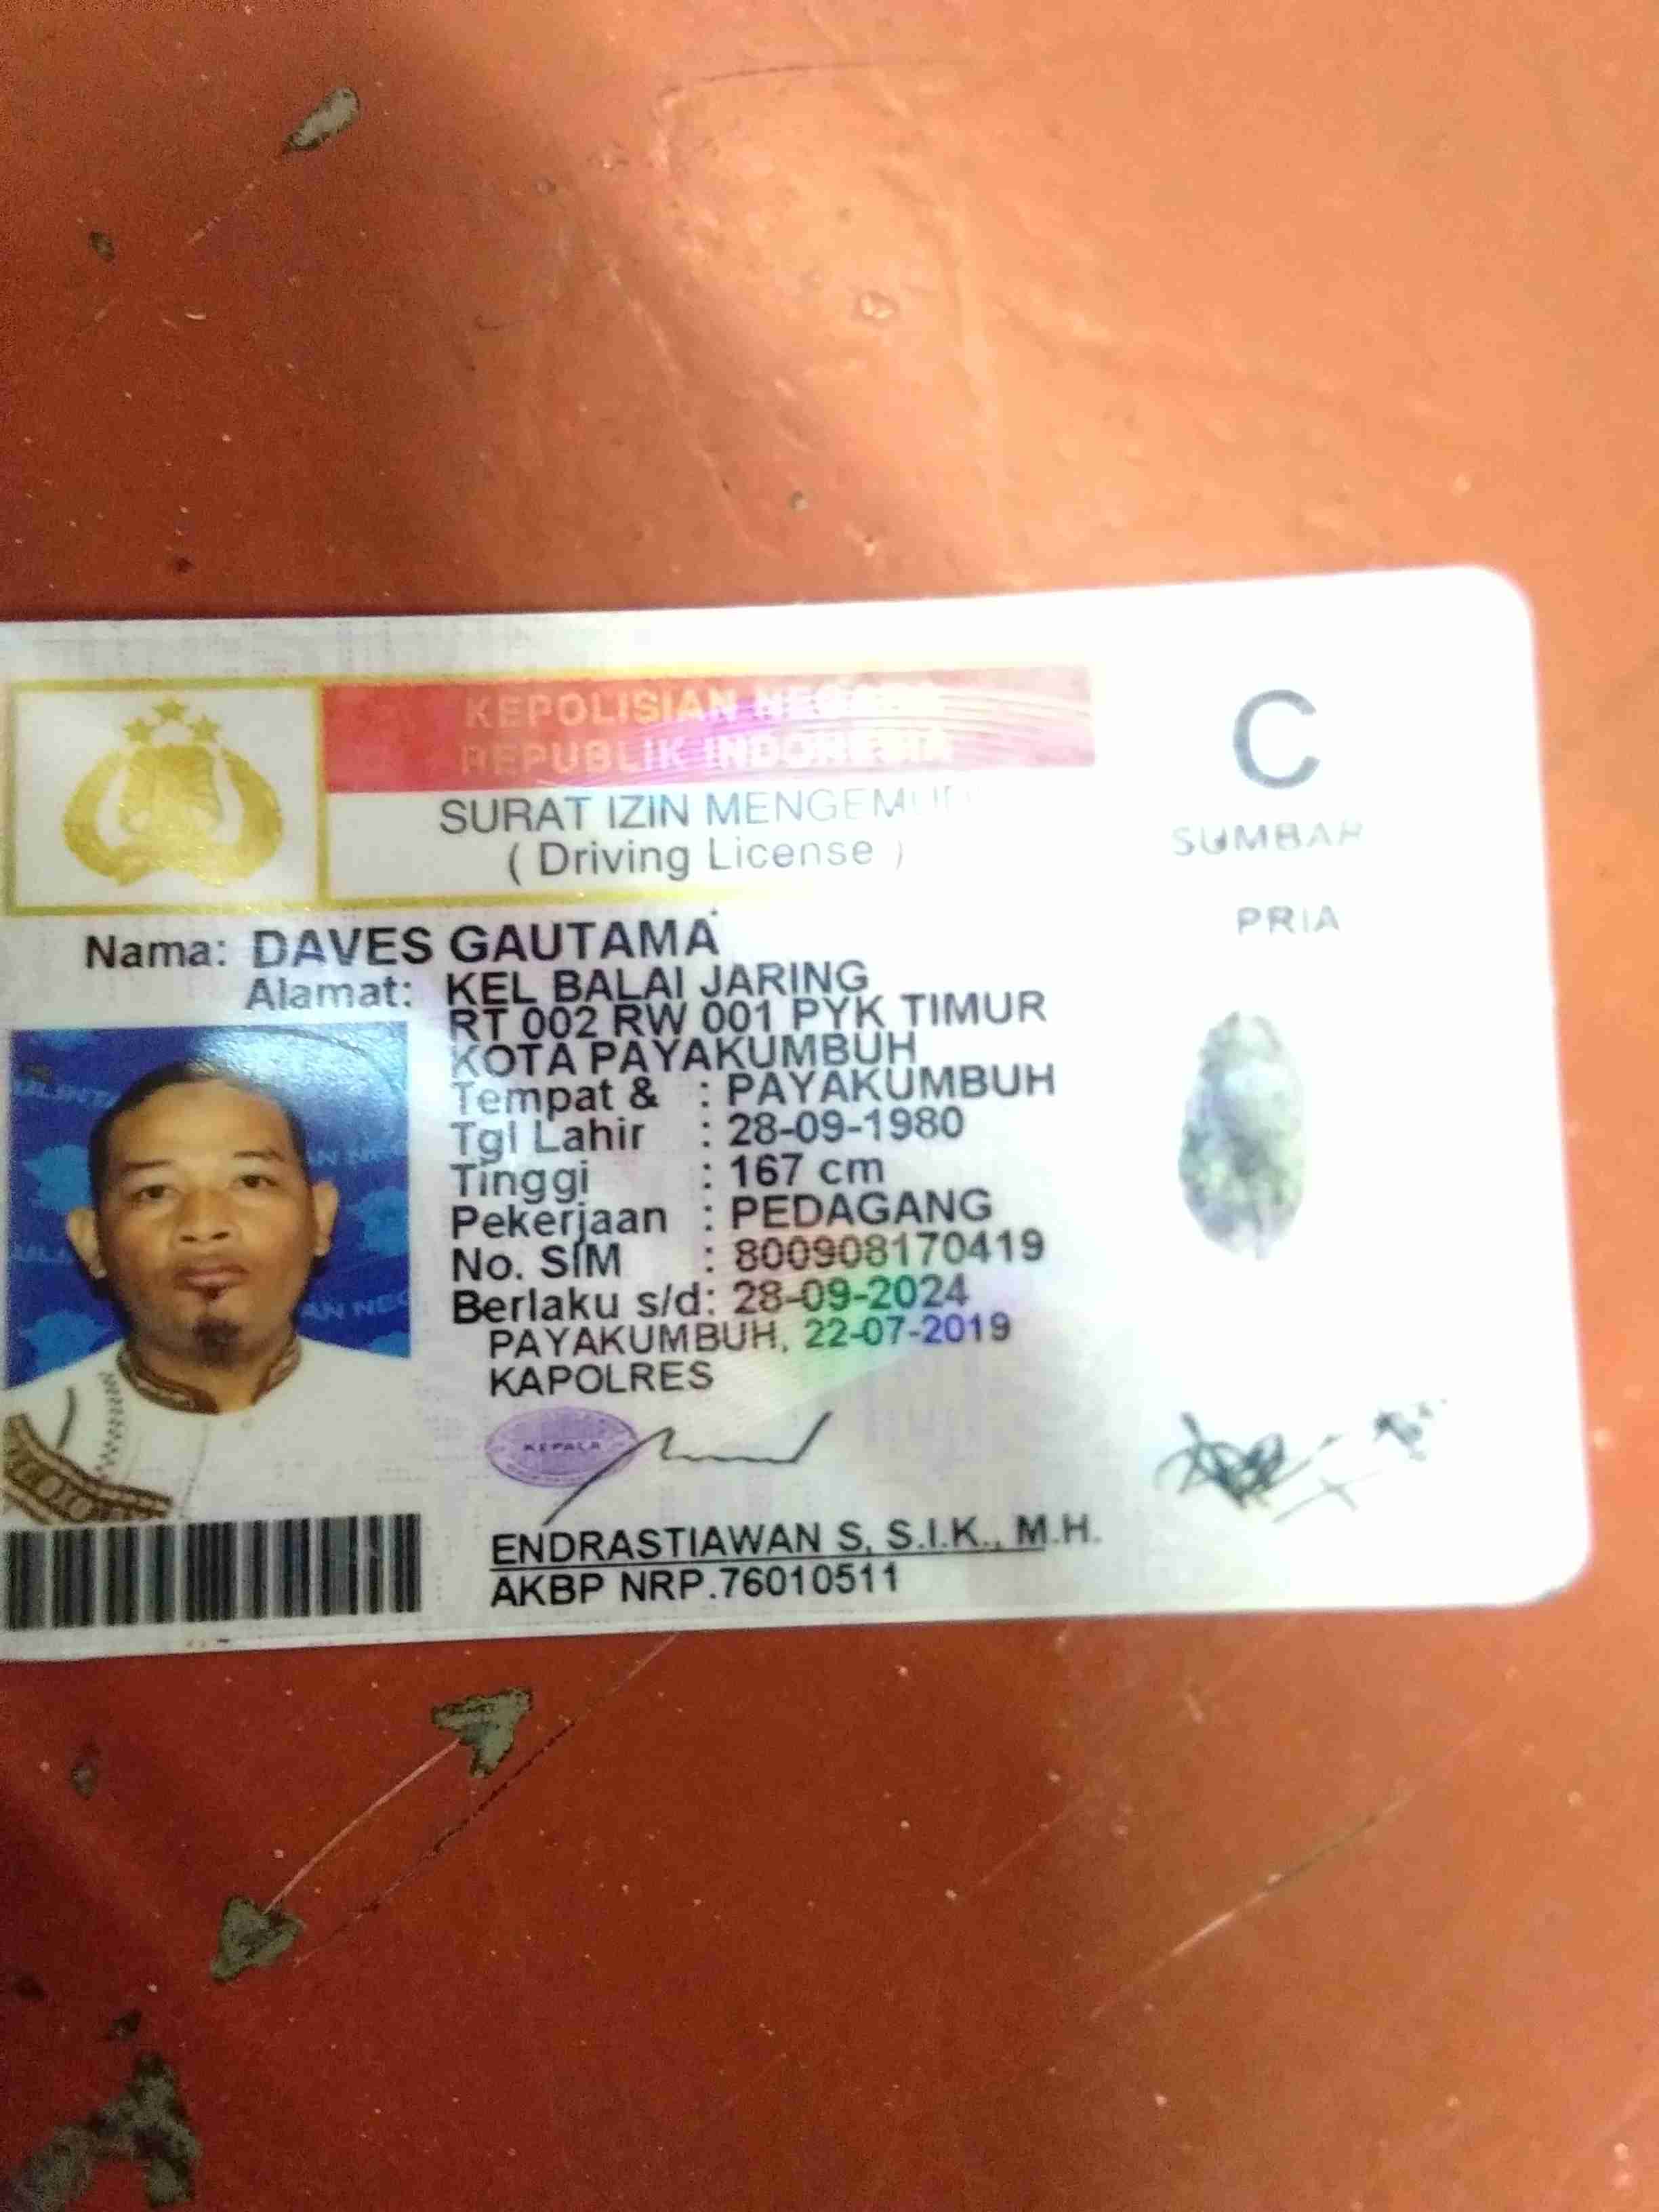 KEPOLISIAN NEGARA
REPUBLIK INDONESIA
SURAT IZIN MENGEMUDI
( Driving License )
C
SUMBAR
PRIA
Nama: DAVES GAUTAMA
Alamat: KEL BALAI JARING
RT 002 RW 001 PYK TIMUR
KOTA PAYAKUMBUH
Tempat & : PAYAKUMBUH
Tgl Lahir : 28-09-1980
Tinggi : 167 cm
Pekerjaan : PEDAGANG
No. SIM : 800908170419
Berlaku s/d: 28-09-2024
PAYAKUMBUH, 22-07-2019
KAPOLRES
KEPALA
ENDRASTIAWAN S, S.I.K., M.H.
AKBP NRP.76010511